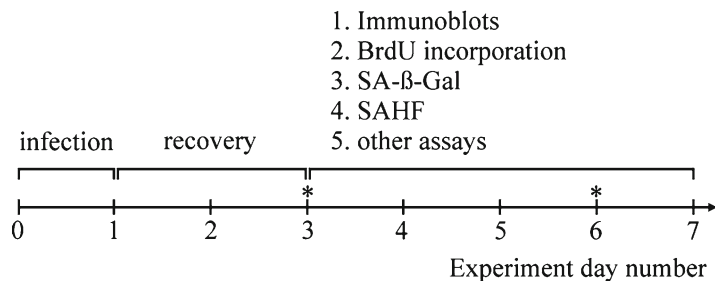 1. Immunoblots
2. BrdU incorporation
3. SA-ß-Gal
4. SAHF
5. other assays
infection recovery
* *
0 1 2 3 4 5 6 7
Experiment day number